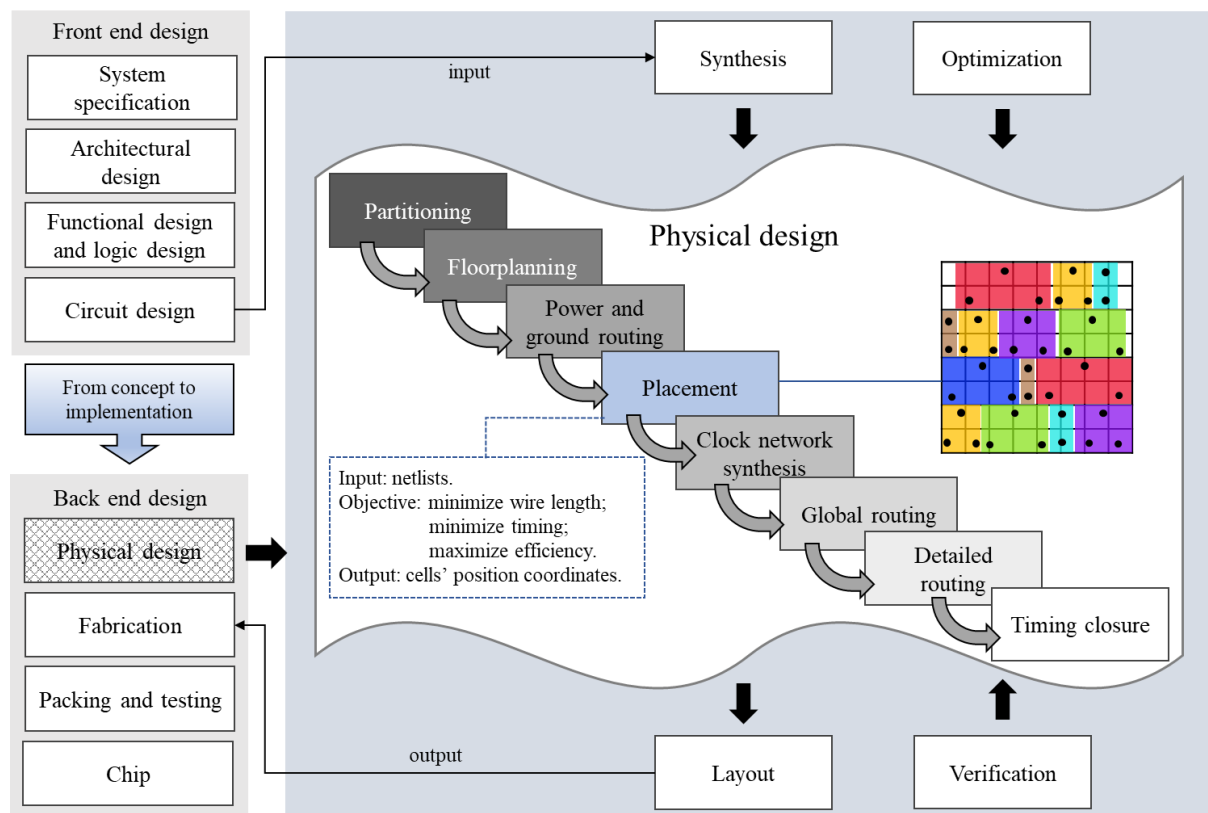 Front end design
System
specification
Architectural
design
Functional design
and logic design
Circuit design
From concept to
implementation
Back end design
Physical design
Fabrication
Packing and testing
Chip
input
Synthesis
Optimization
Physical design
Partitioning
Floorplanning
Power and
ground routing
Placement
Clock network
synthesis
Global routing
Detailed
routing
Timing closure
Input: netlists.
Objective: minimize wire length;
minimize timing;
maximize efficiency.
Output: cells’ position coordinates.
output
Layout
Verification